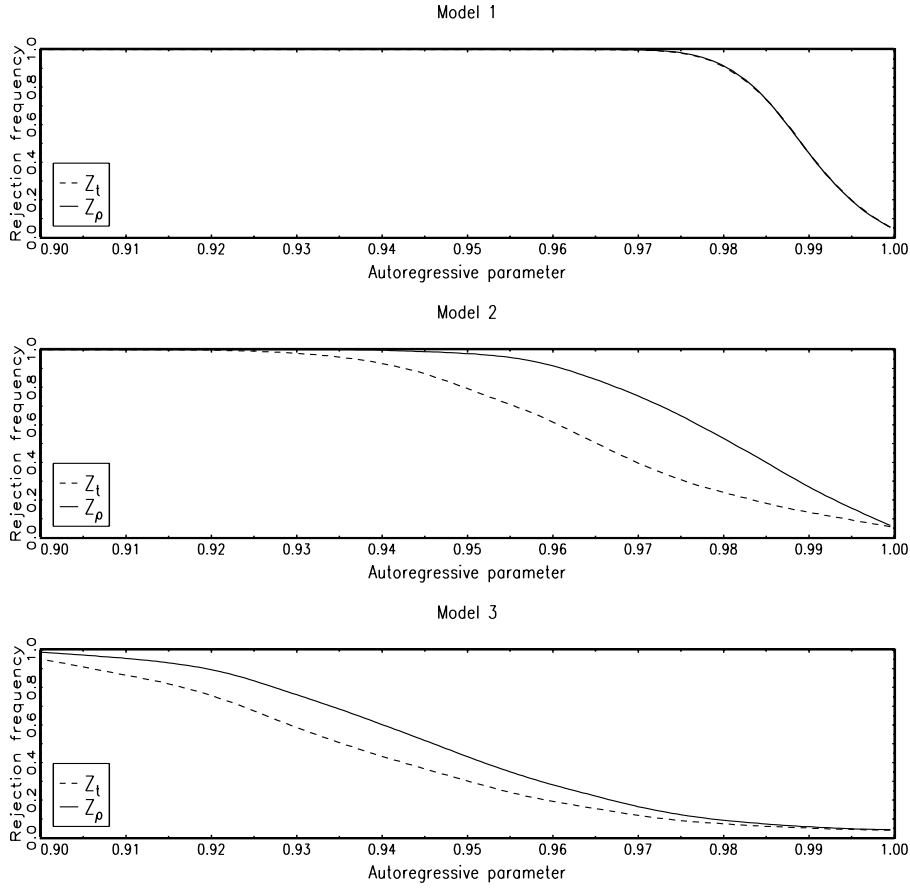 Model 1
Rejection frequency
0.0 0.2 0.4 0.6 0.8 1.0
Z_t
Z_ρ
0.90 0.91 0.92 0.93 0.94 0.95 0.96 0.97 0.98 0.99 1.00
Autoregressive parameter
Model 2
Rejection frequency
0.0 0.2 0.4 0.6 0.8 1.0
Z_t
Z_ρ
0.90 0.91 0.92 0.93 0.94 0.95 0.96 0.97 0.98 0.99 1.00
Autoregressive parameter
Model 3
Rejection frequency
0.0 0.2 0.4 0.6 0.8 1.0
Z_t
Z_ρ
0.90 0.91 0.92 0.93 0.94 0.95 0.96 0.97 0.98 0.99 1.00
Autoregressive parameter